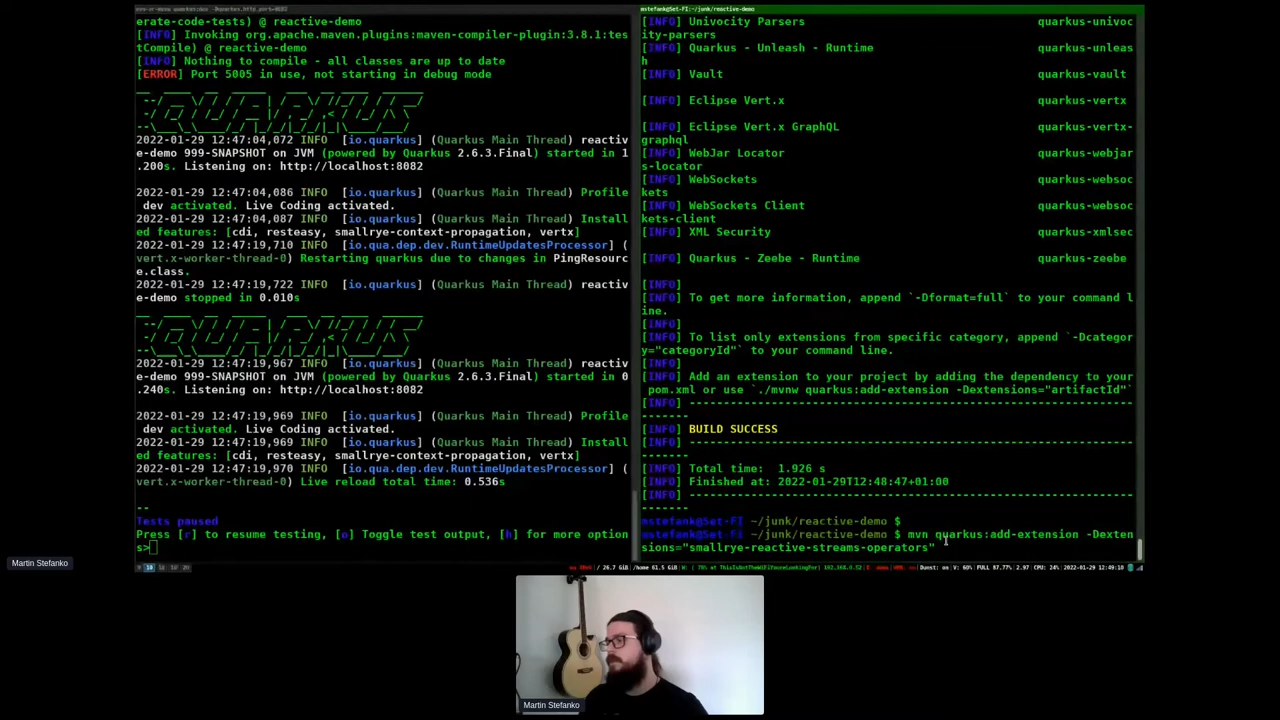 mstefank@Set-FI:~/junk/reactive-demo
erate-code-tests) @ reactive-demo
[INFO] Invoking org.apache.maven.plugins:maven-compiler-plugin:3.8.1:tes
tCompile) @ reactive-demo
[INFO] Nothing to compile - all classes are up to date
[ERROR] Port 5005 in use, not starting in debug mode
QUARKUS
2022-01-29 12:47:04,072 INFO  [io.quarkus] (Quarkus Main Thread) reactiv
e-demo 999-SNAPSHOT on JVM (powered by Quarkus 2.6.3.Final) started in 1
.200s. Listening on: http://localhost:8082
2022-01-29 12:47:04,086 INFO  [io.quarkus] (Quarkus Main Thread) Profile
 dev activated. Live Coding activated.
2022-01-29 12:47:04,087 INFO  [io.quarkus] (Quarkus Main Thread) Install
ed features: [cdi, resteasy, smallrye-context-propagation, vertx]
2022-01-29 12:47:19,710 INFO  [io.qua.dep.dev.RuntimeUpdatesProcessor] (
vert.x-worker-thread-0) Restarting quarkus due to changes in PingResourc
e.class.
2022-01-29 12:47:19,722 INFO  [io.quarkus] (Quarkus Main Thread) reactiv
e-demo stopped in 0.010s
QUARKUS
2022-01-29 12:47:19,967 INFO  [io.quarkus] (Quarkus Main Thread) reactiv
e-demo 999-SNAPSHOT on JVM (powered by Quarkus 2.6.3.Final) started in 0
.240s. Listening on: http://localhost:8082
2022-01-29 12:47:19,969 INFO  [io.quarkus] (Quarkus Main Thread) Profile
 dev activated. Live Coding activated.
2022-01-29 12:47:19,969 INFO  [io.quarkus] (Quarkus Main Thread) Install
ed features: [cdi, resteasy, smallrye-context-propagation, vertx]
2022-01-29 12:47:19,970 INFO  [io.qua.dep.dev.RuntimeUpdatesProcessor] (
vert.x-worker-thread-0) Live reload total time: 0.536s
--
Tests paused
Press [r] to resume testing, [o] Toggle test output, [h] for more option
s>
[INFO] Univocity Parsers quarkus-univoc
ity-parsers
[INFO] Quarkus - Unleash - Runtime quarkus-unleas
h
[INFO] Vault quarkus-vault
[INFO] Eclipse Vert.x quarkus-vertx
[INFO] Eclipse Vert.x GraphQL quarkus-vertx-
graphql
[INFO] WebJar Locator quarkus-webjar
s-locator
[INFO] WebSockets quarkus-websoc
kets
[INFO] WebSockets Client quarkus-websoc
kets-client
[INFO] XML Security quarkus-xmlsec
[INFO] Quarkus - Zeebe - Runtime quarkus-zeebe
[INFO]
[INFO] To get more information, append `-Dformat=full` to your command l
ine.
[INFO]
[INFO] To list only extensions from specific category, append `-Dcategor
y="categoryId"` to your command line.
[INFO]
[INFO] Add an extension to your project by adding the dependency to your
 pom.xml or use `./mvnw quarkus:add-extension -Dextensions="artifactId"`
[INFO] -----------------------------------------------------------------
-------
[INFO] BUILD SUCCESS
[INFO] -----------------------------------------------------------------
-------
[INFO] Total time:  1.926 s
[INFO] Finished at: 2022-01-29T12:48:47+01:00
[INFO] -----------------------------------------------------------------
-------
mstefank@Set-FI ~/junk/reactive-demo $
mstefank@Set-FI ~/junk/reactive-demo $ mvn quarkus:add-extension -Dexten
sions="smallrye-reactive-streams-operators"
Martin Stefanko
Martin Stefanko